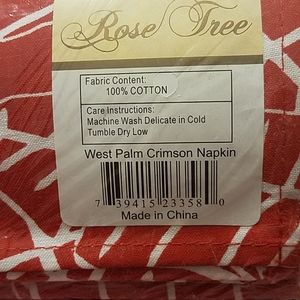 Rose Tree
Fabric Content:
100% COTTON
Care Instructions:
Machine Wash Delicate in Cold
Tumble Dry Low
West Palm Crimson Napkin
7 39415 23358 0
Made in China